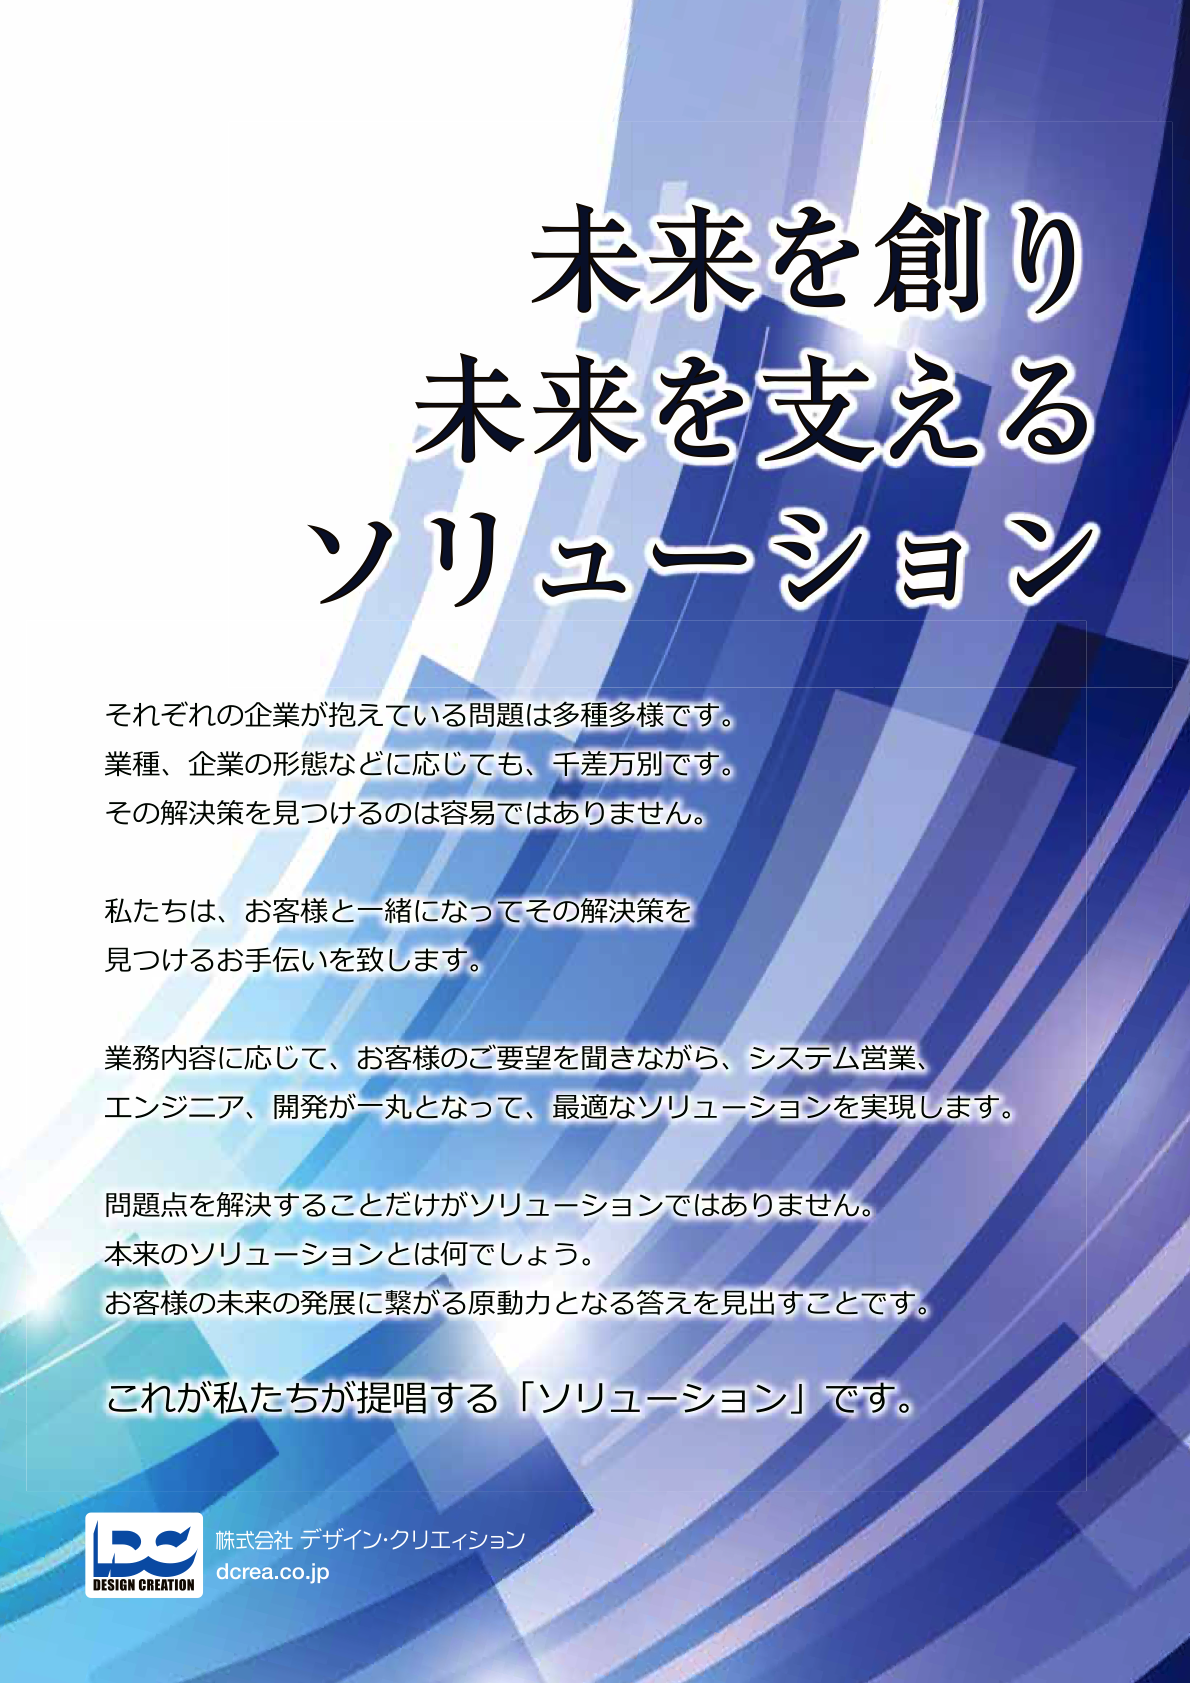 未来を創り
未来を支える
ソリューション
それぞれの企業が抱えている問題は多種多様です。
業種、企業の形態などに応じても、千差万別です。
その解決策を見つけるのは容易ではありません。
私たちは、お客様と一緒になってその解決策を
見つけるお手伝いを致します。
業務内容に応じて、お客様のご要望を聞きながら、システム営業、
エンジニア、開発が一丸となって、最適なソリューションを実現します。
問題点を解決することだけがソリューションではありません。
本来のソリューションとは何でしょう。
お客様の未来の発展に繋がる原動力となる答えを見出すことです。
これが私たちが提唱する「ソリューション」です。
DC
DESIGN CREATION
株式会社 デザイン・クリエィション
dcrea.co.jp